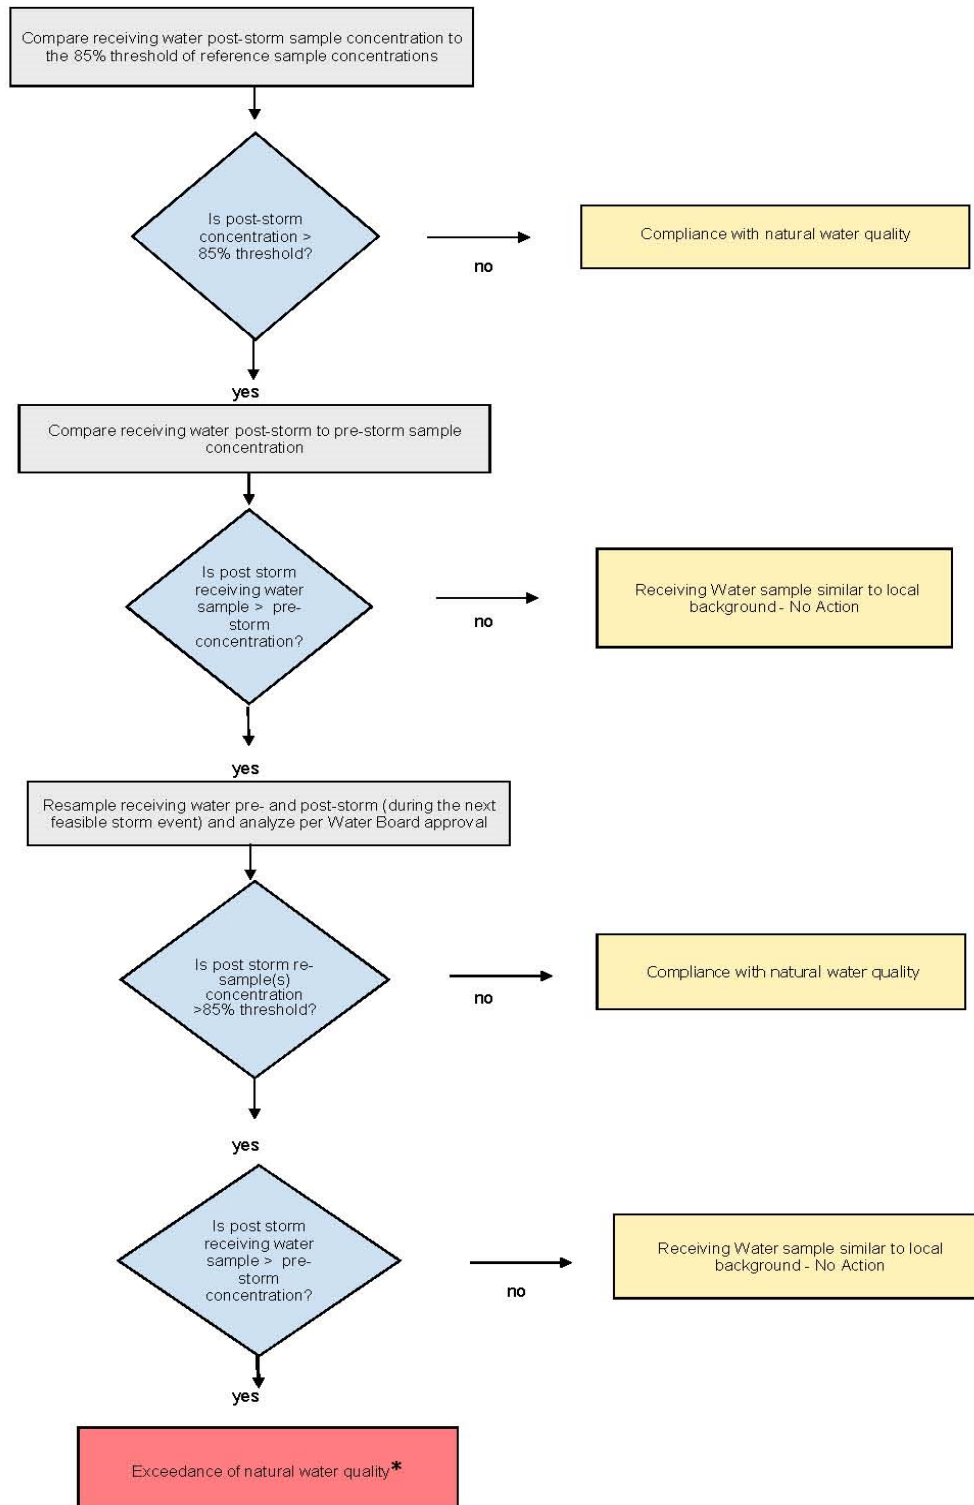 Compare receiving water post-storm sample concentration to
the 85% threshold of reference sample concentrations
Is post-storm
concentration >
85% threshold?
no
Compliance with natural water quality
yes
Compare receiving water post-storm to pre-storm sample
concentration
Is post storm
receiving water
sample > pre-
storm
concentration?
no
Receiving Water sample similar to local
background - No Action
yes
Resample receiving water pre- and post-storm (during the next
feasible storm event) and analyze per Water Board approval
Is post storm re-
sample(s)
concentration
>85% threshold?
no
Compliance with natural water quality
yes
Is post storm
receiving water
sample > pre-
storm
concentration?
no
Receiving Water sample similar to local
background - No Action
yes
Exceedance of natural water quality*